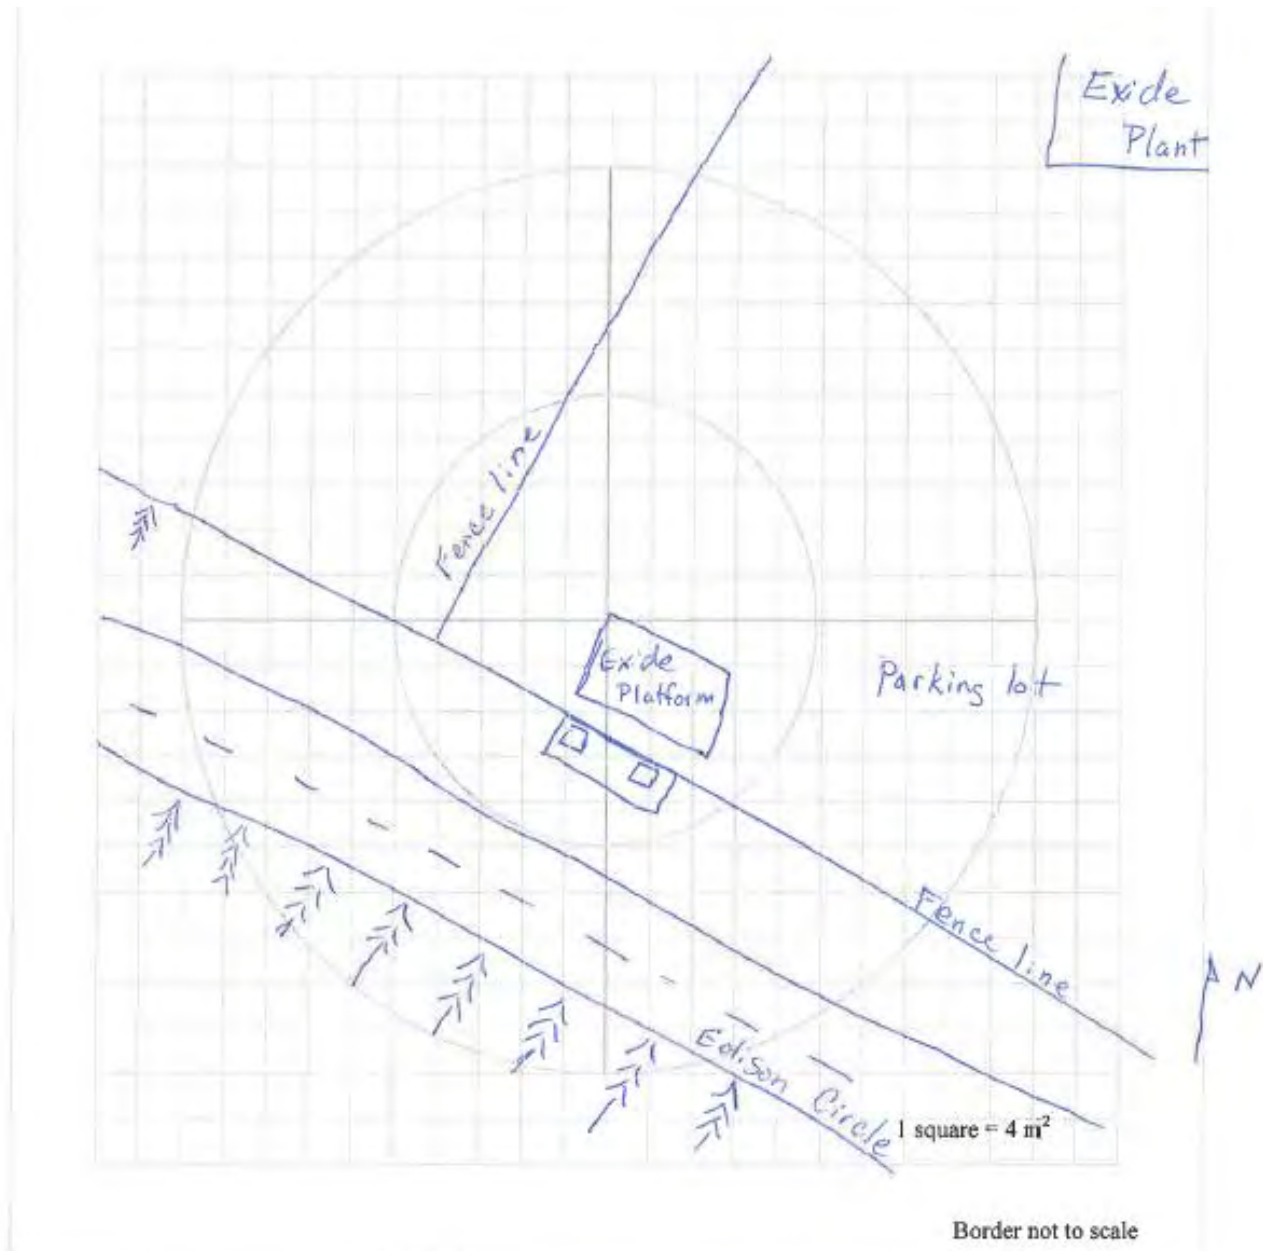 Exide
Plant
Fence line
Exide
Platform
Parking lot
Fence line
N
Edison Circle
1 square = 4 m²
Border not to scale